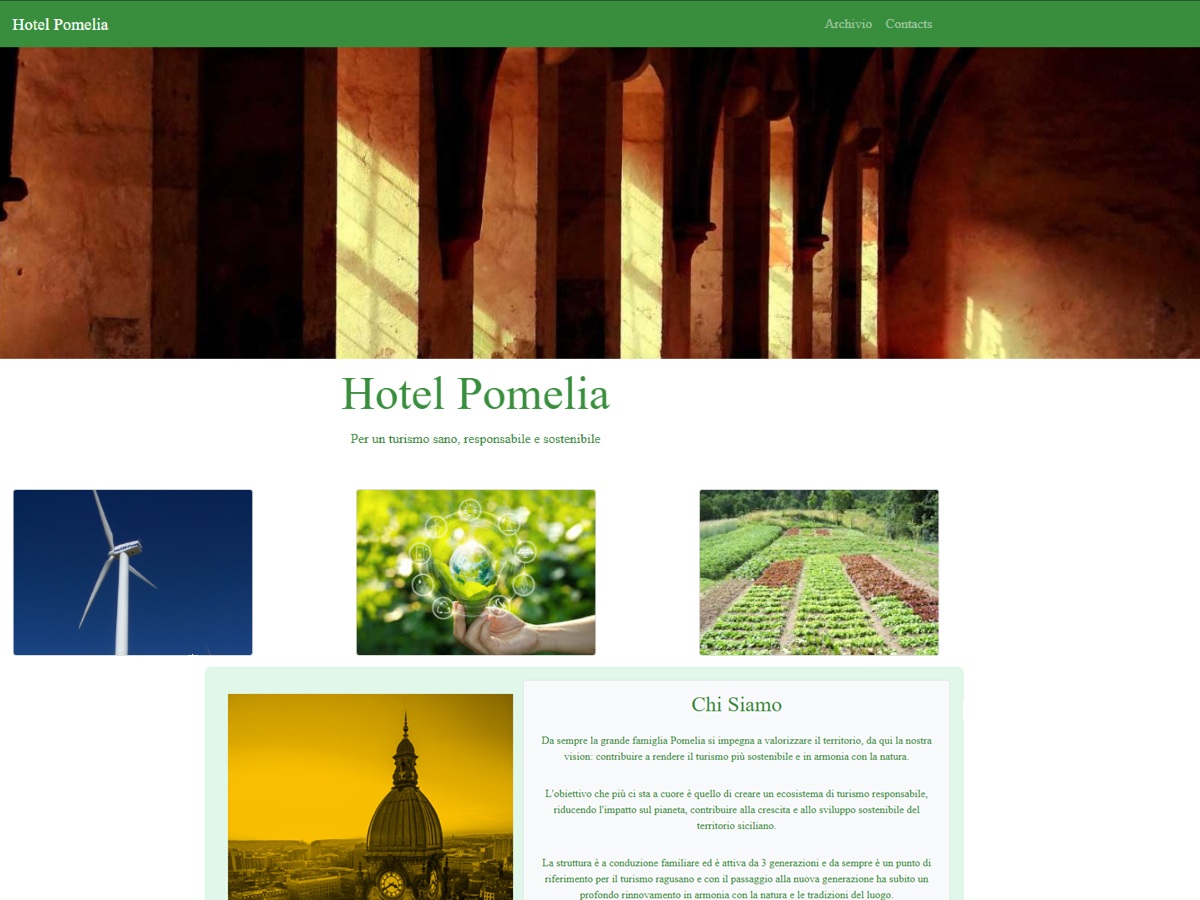 Hotel Pomelia
Archivio Contacts
Hotel Pomelia
Per un turismo sano, responsabile e sostenibile
Chi Siamo
Da sempre la grande famiglia Pomelia si impegna a valorizzare il territorio, da qui la nostra
vision: contribuire a rendere il turismo più sostenibile e in armonia con la natura.
L'obiettivo che più ci sta a cuore è quello di creare un ecosistema di turismo responsabile,
riducendo l'impatto sul pianeta, contribuire alla crescita e allo sviluppo sostenibile del
territorio siciliano.
La struttura è a conduzione familiare ed è attiva da 3 generazioni e da sempre è un punto di
riferimento per il turismo ragusano e con il passaggio alla nuova generazione ha subito un
profondo rinnovamento in armonia con la natura e le tradizioni del luogo.